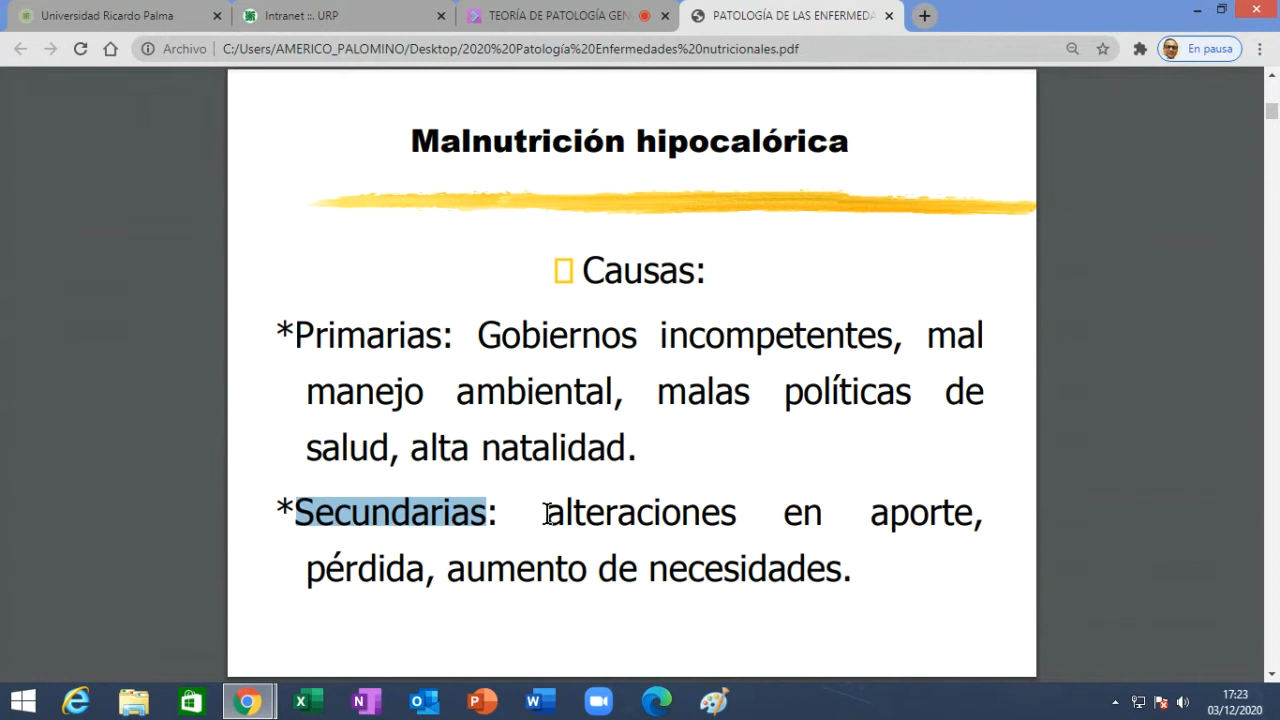 Universidad Ricardo Palma
Intranet ::. URP
TEORÍA DE PATOLOGÍA GEN
PATOLOGÍA DE LAS ENFERMEDA
Archivo
C:/Users/AMERICO_PALOMINO/Desktop/2020%20Patología%20Enfermedades%20nutricionales.pdf
En pausa
Malnutrición hipocalórica
Causas:
*Primarias: Gobiernos incompetentes, mal
manejo ambiental, malas políticas de
salud, alta natalidad.
*Secundarias: alteraciones en aporte,
pérdida, aumento de necesidades.
17:23
03/12/2020